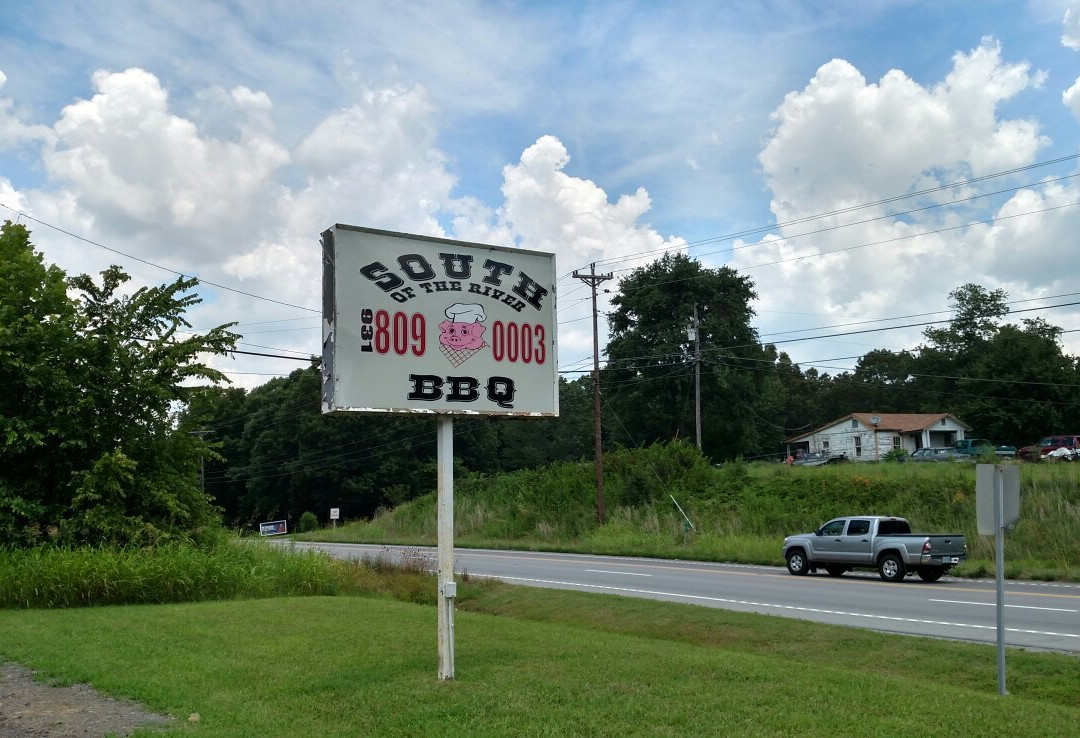 SOUTH
OF THE RIVER
931 809 0003
BBQ